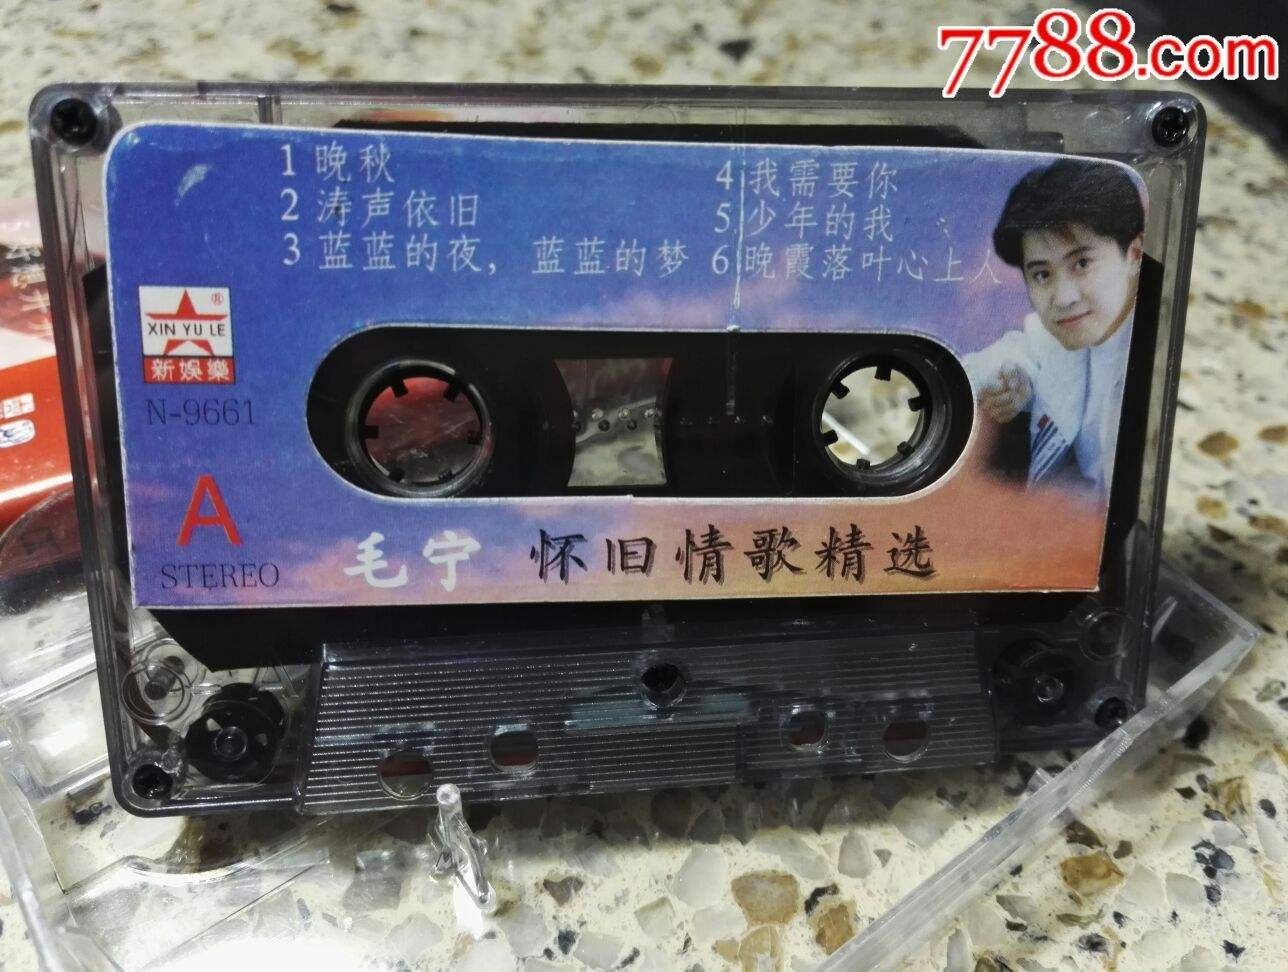 7788.com
1 晚秋
2 涛声依旧
3 蓝蓝的夜，蓝蓝的梦
4 我需要你
5 少年的我
6 晚霞落叶心上人
®
XIN YU LE
新娱樂
N-9661
A
STEREO
毛宁 怀旧情歌精选